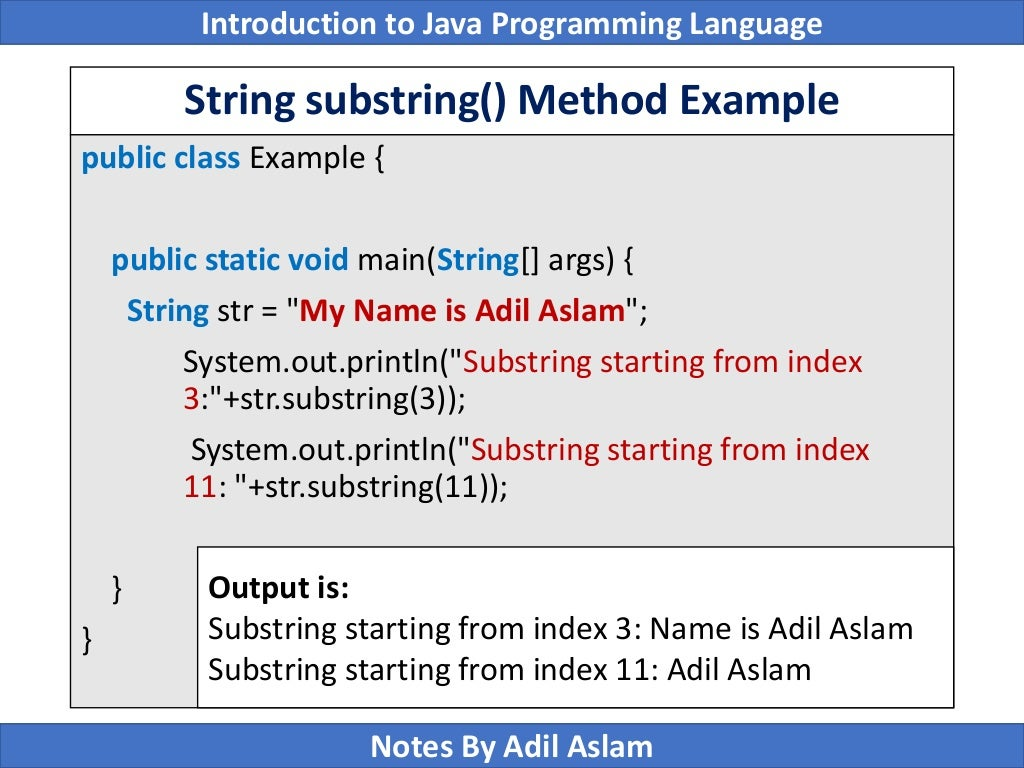 Introduction to Java Programming Language
String substring() Method Example
public class Example {
public static void main(String[] args) {
String str = "My Name is Adil Aslam";
System.out.println("Substring starting from index
3:"+str.substring(3));
System.out.println("Substring starting from index
11: "+str.substring(11));
}
}
Output is:
Substring starting from index 3: Name is Adil Aslam
Substring starting from index 11: Adil Aslam
Notes By Adil Aslam